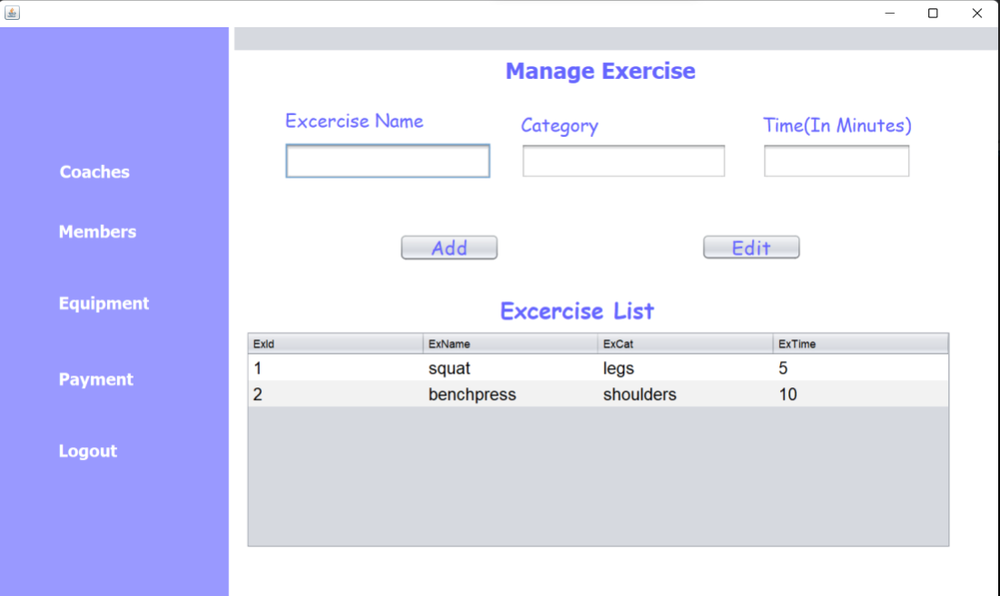 Manage Exercise
Excercise Name
Category
Time(In Minutes)
Coaches
Members
Equipment
Payment
Logout
Add
Edit
Excercise List
ExId ExName ExCat ExTime
1 squat legs 5
2 benchpress shoulders 10